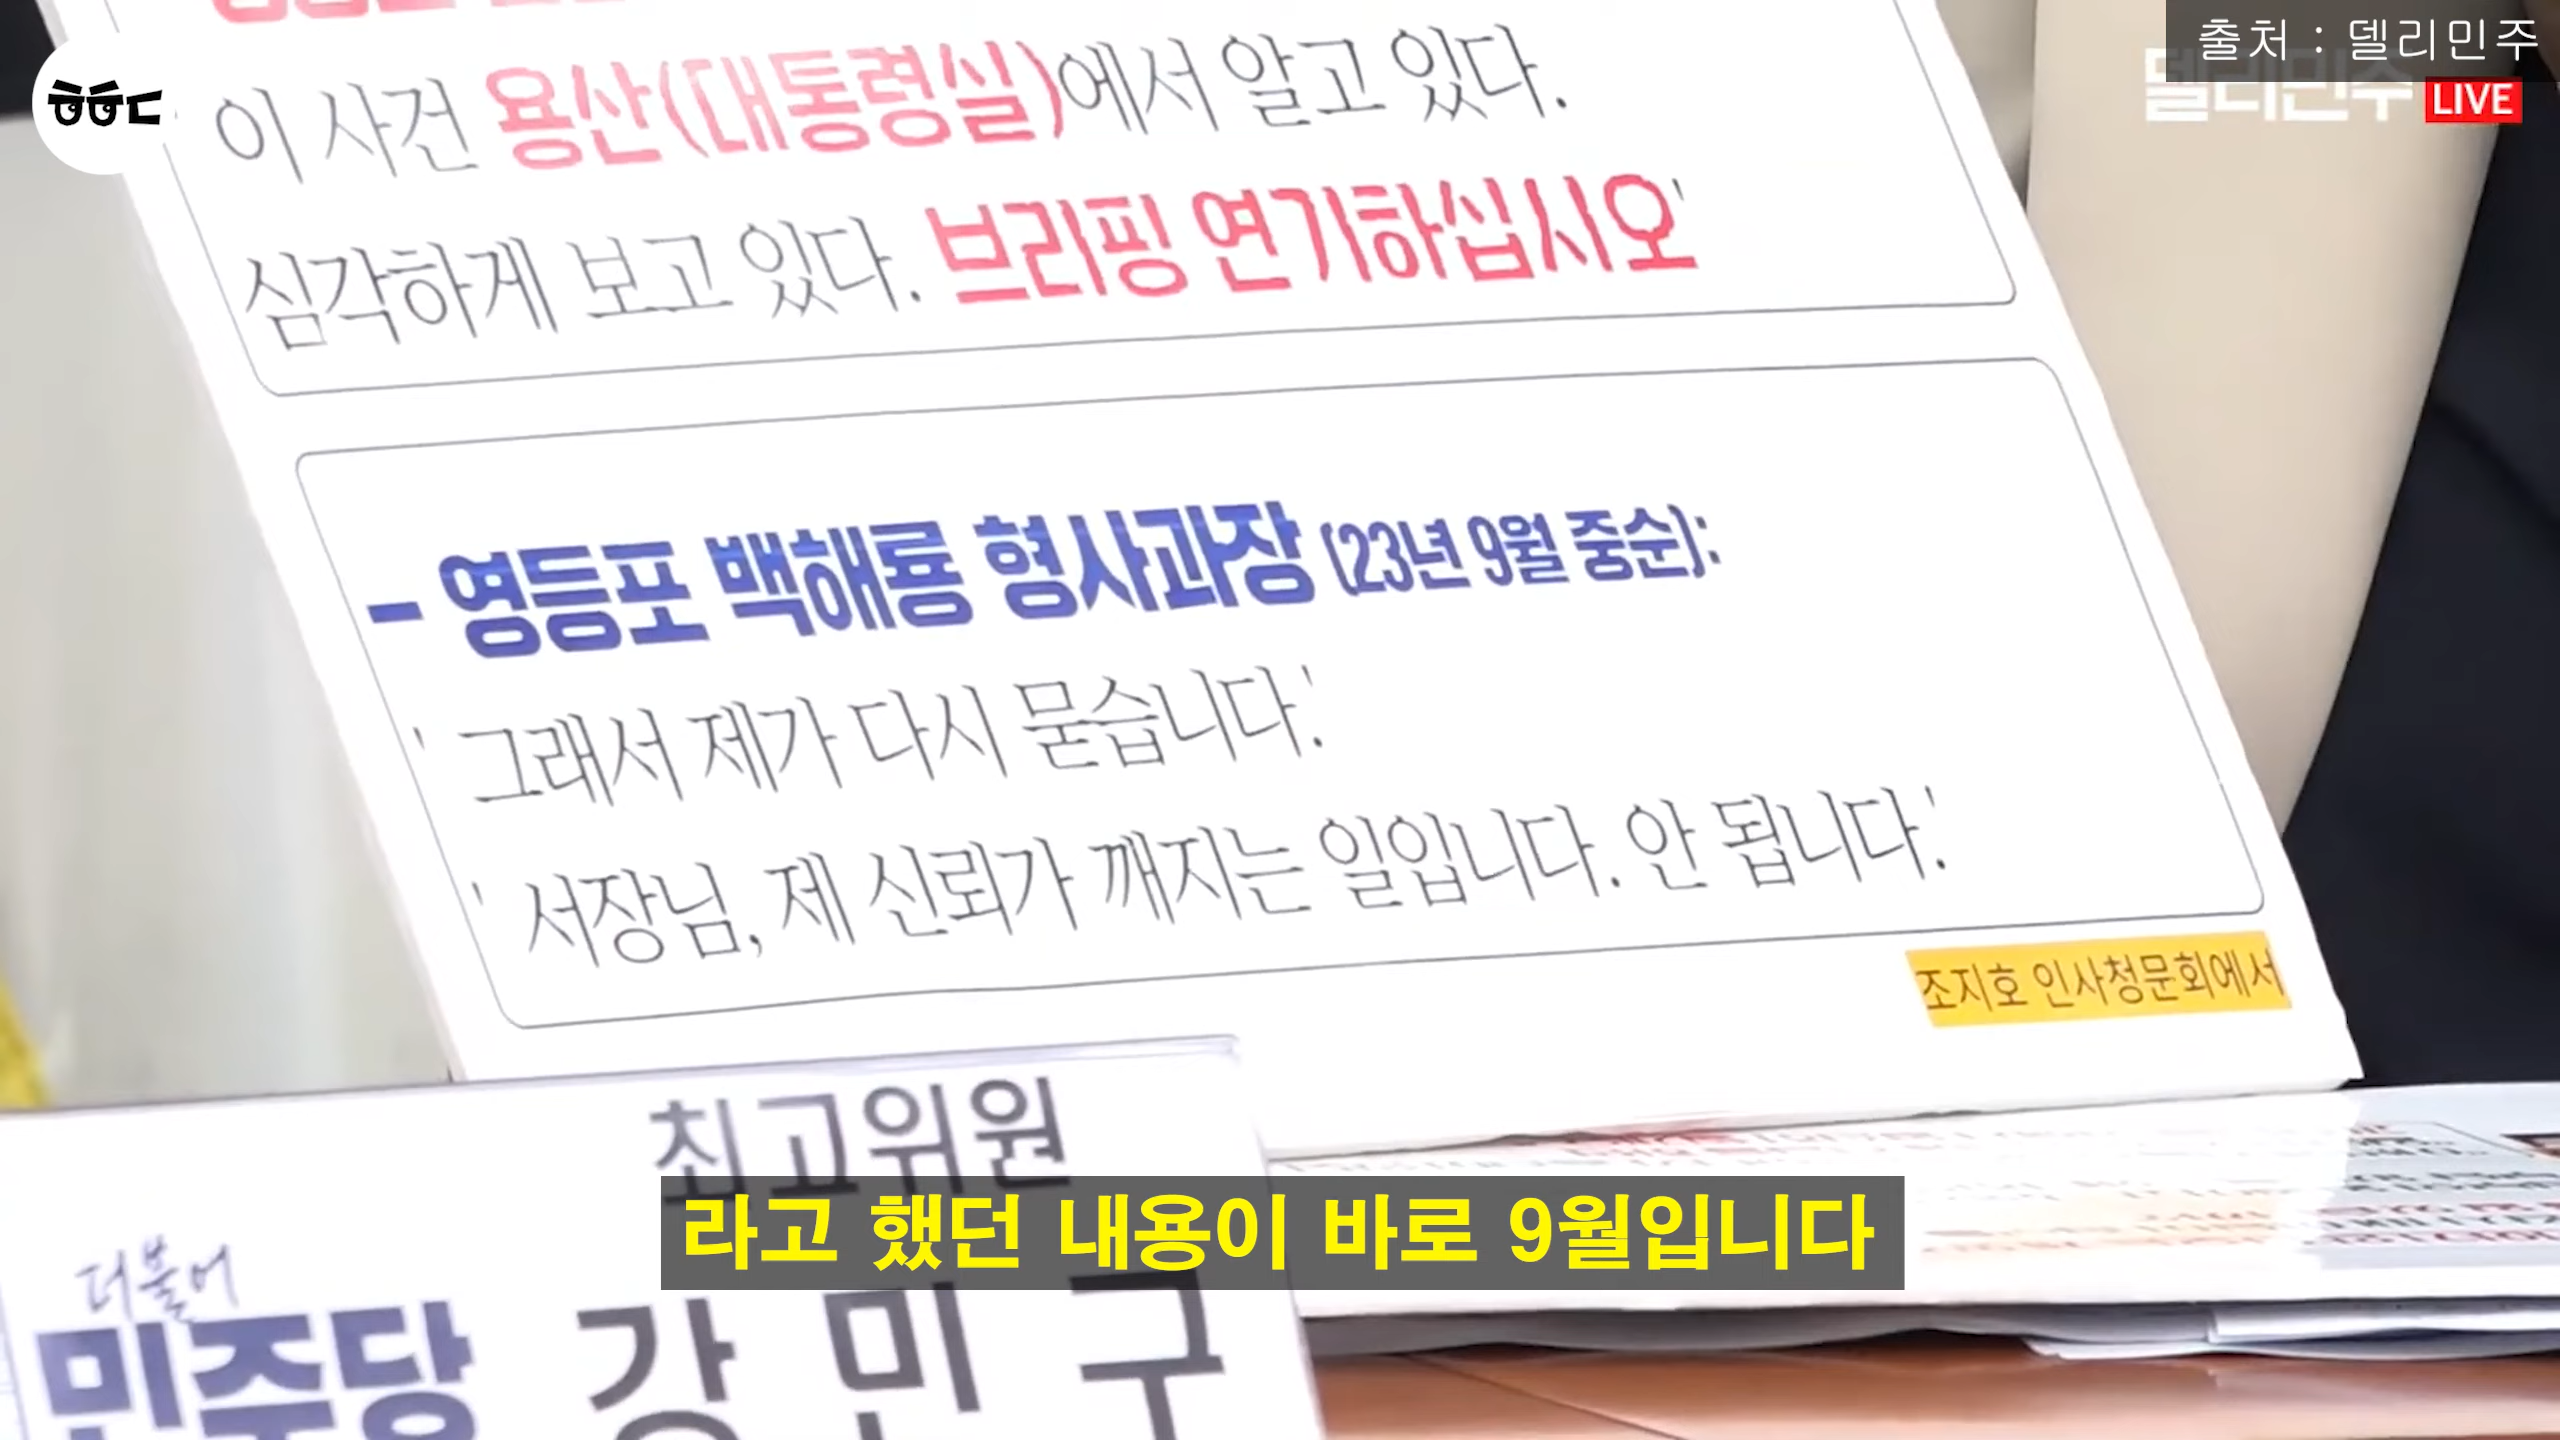 출처 : 델리민주
델리민주 LIVE
ㅎㅎㄷ
이 사건 용산(대통령실)에서 알고 있다.
심각하게 보고 있다. 브리핑 연기하십시오'
- 영등포 백해룡 형사과장 (23년 9월 중순):
' 그래서 제가 다시 묻습니다.'
' 서장님, 제 신뢰가 깨지는 일입니다. 안 됩니다.'
조지호 인사청문회에서
최고위원
라고 했던 내용이 바로 9월입니다
더불어
민주당 강민구